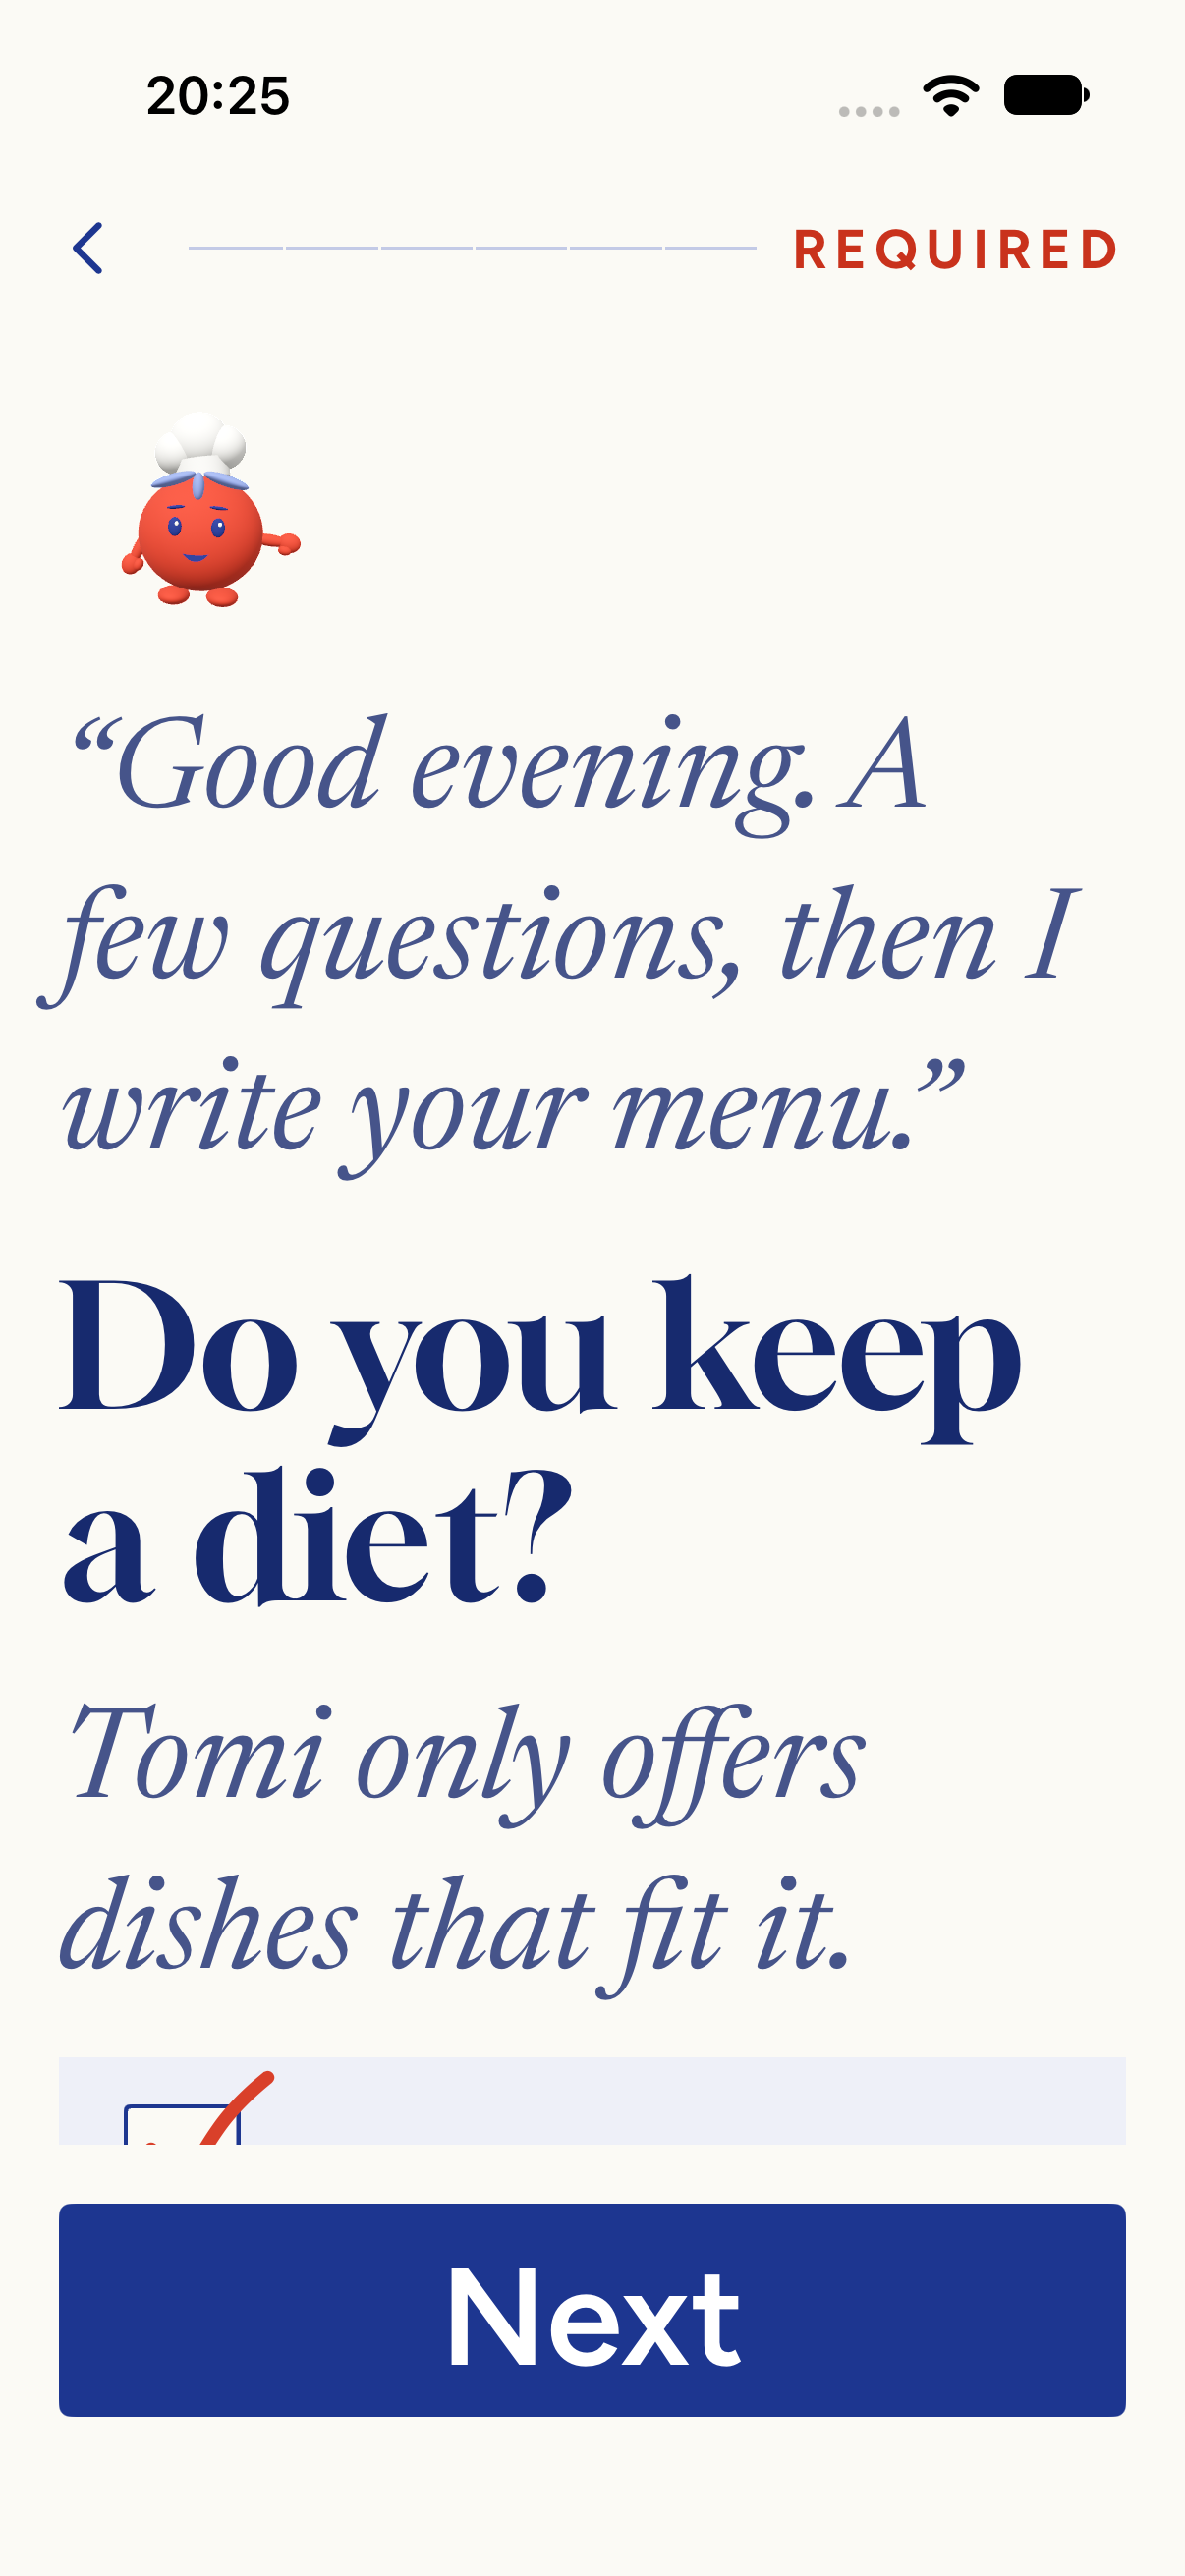 20:25
REQUIRED
“Good evening. A
few questions, then I
write your menu.”
Do you keep
a diet?
Tomi only offers
dishes that fit it.
Next